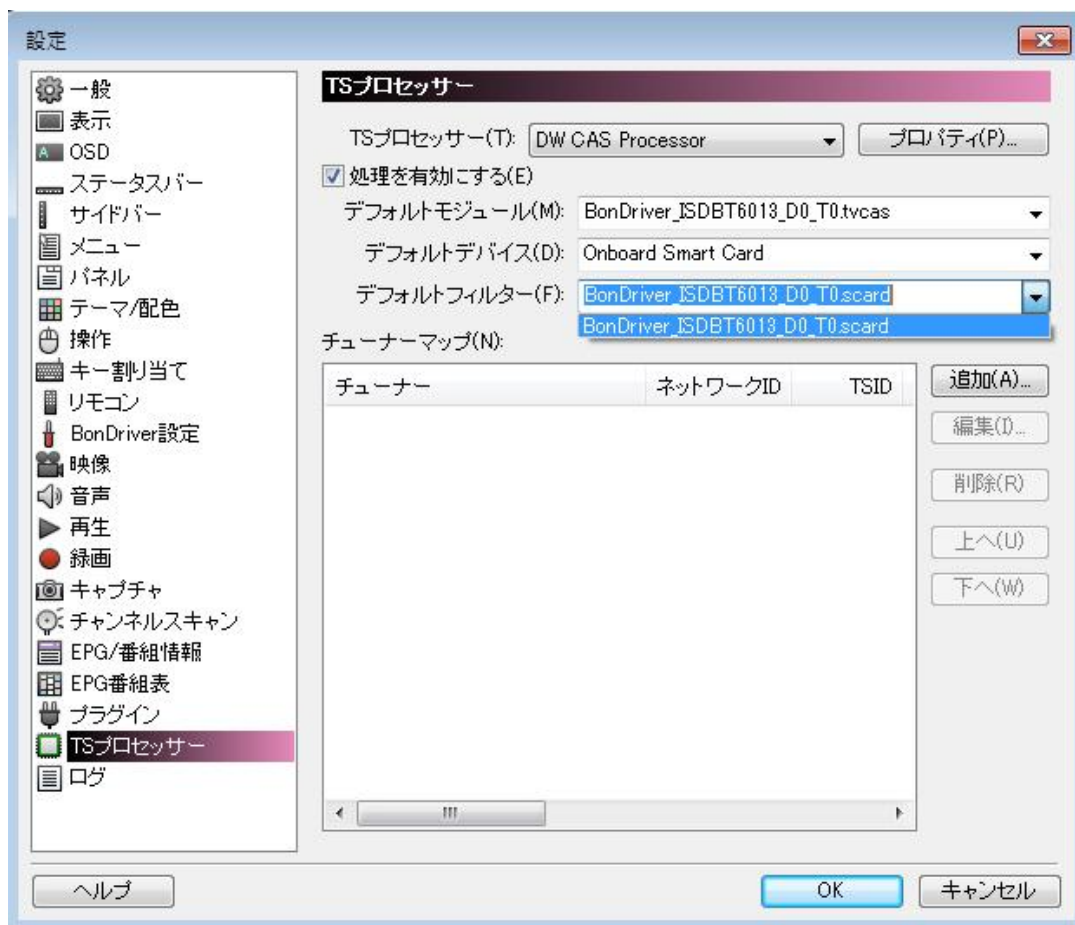 設定
一般
表示
OSD
ステータスバー
サイドバー
メニュー
パネル
テーマ/配色
操作
キー割り当て
リモコン
BonDriver設定
映像
音声
再生
録画
キャプチャ
チャンネルスキャン
EPG/番組情報
EPG番組表
プラグイン
TSプロセッサー
ログ
TSプロセッサー
TSプロセッサー(T): DW CAS Processor プロパティ(P)...
処理を有効にする(E)
デフォルトモジュール(M): BonDriver_ISDBT6013_D0_T0.tvcas
デフォルトデバイス(D): Onboard Smart Card
デフォルトフィルター(F): BonDriver_ISDBT6013_D0_T0.scard
BonDriver_ISDBT6013_D0_T0.scard
チューナーマップ(N):
チューナー ネットワークID TSID
追加(A)...
編集(I)...
削除(R)
上へ(U)
下へ(W)
ヘルプ OK キャンセル